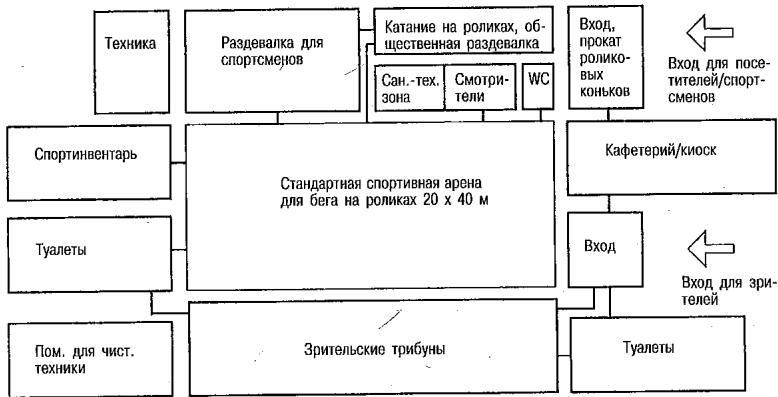 Техника
Раздевалка для
спортсменов
Катание на роликах, об-
щественная раздевалка
Вход,
прокат
ролико-
вых
коньков
Вход для посе-
тителей/спорт-
сменов
Сан.-тех.
зона
Смотри-
тели
WC
Спортинвентарь
Стандартная спортивная арена
для бега на роликах 20 x 40 м
Кафетерий/киоск
Туалеты
Вход
Вход для зри-
телей
Пом. для чист.
техники
Зрительские трибуны
Туалеты